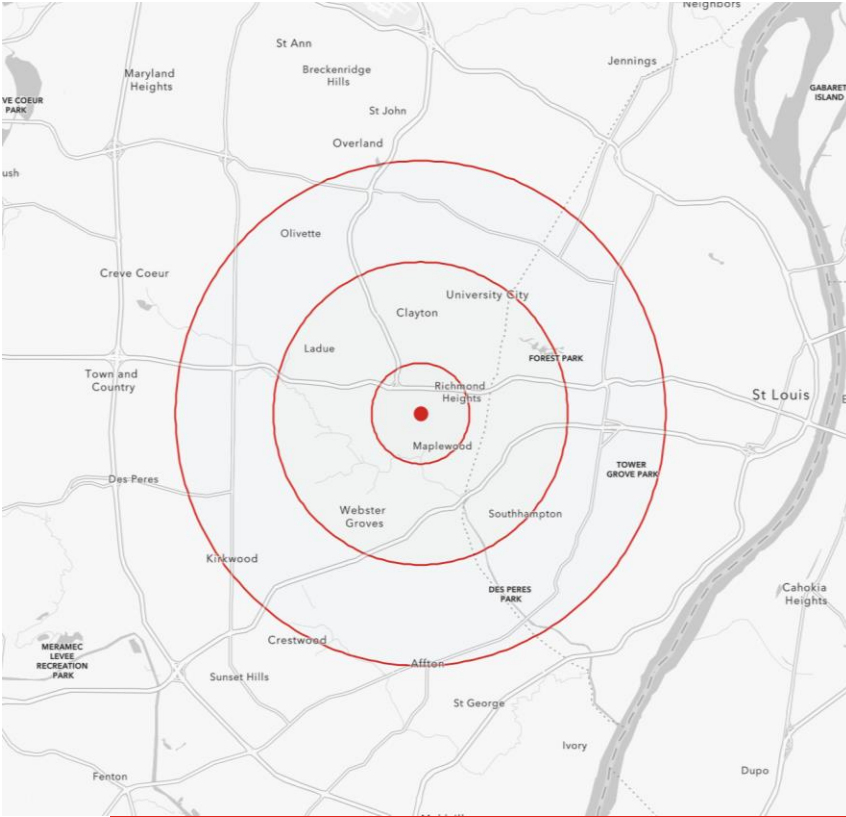 Neighbors
St Ann
Jennings
Breckenridge
Hills
Maryland
Heights
VE COEUR
PARK
GABARET
ISLAND
St John
Overland
ush
Olivette
Creve Coeur
University City
Clayton
Ladue
FOREST PARK
Town and
Country
Richmond
Heights
St Louis
Maplewood
TOWER
GROVE PARK
Des Peres
Webster
Groves
Southhampton
Kirkwood
DES PERES
PARK
Cahokia
Heights
Crestwood
MERAMEC
LEVEE
RECREATION
PARK
Affton
Sunset Hills
St George
Ivory
Fenton
Dupo